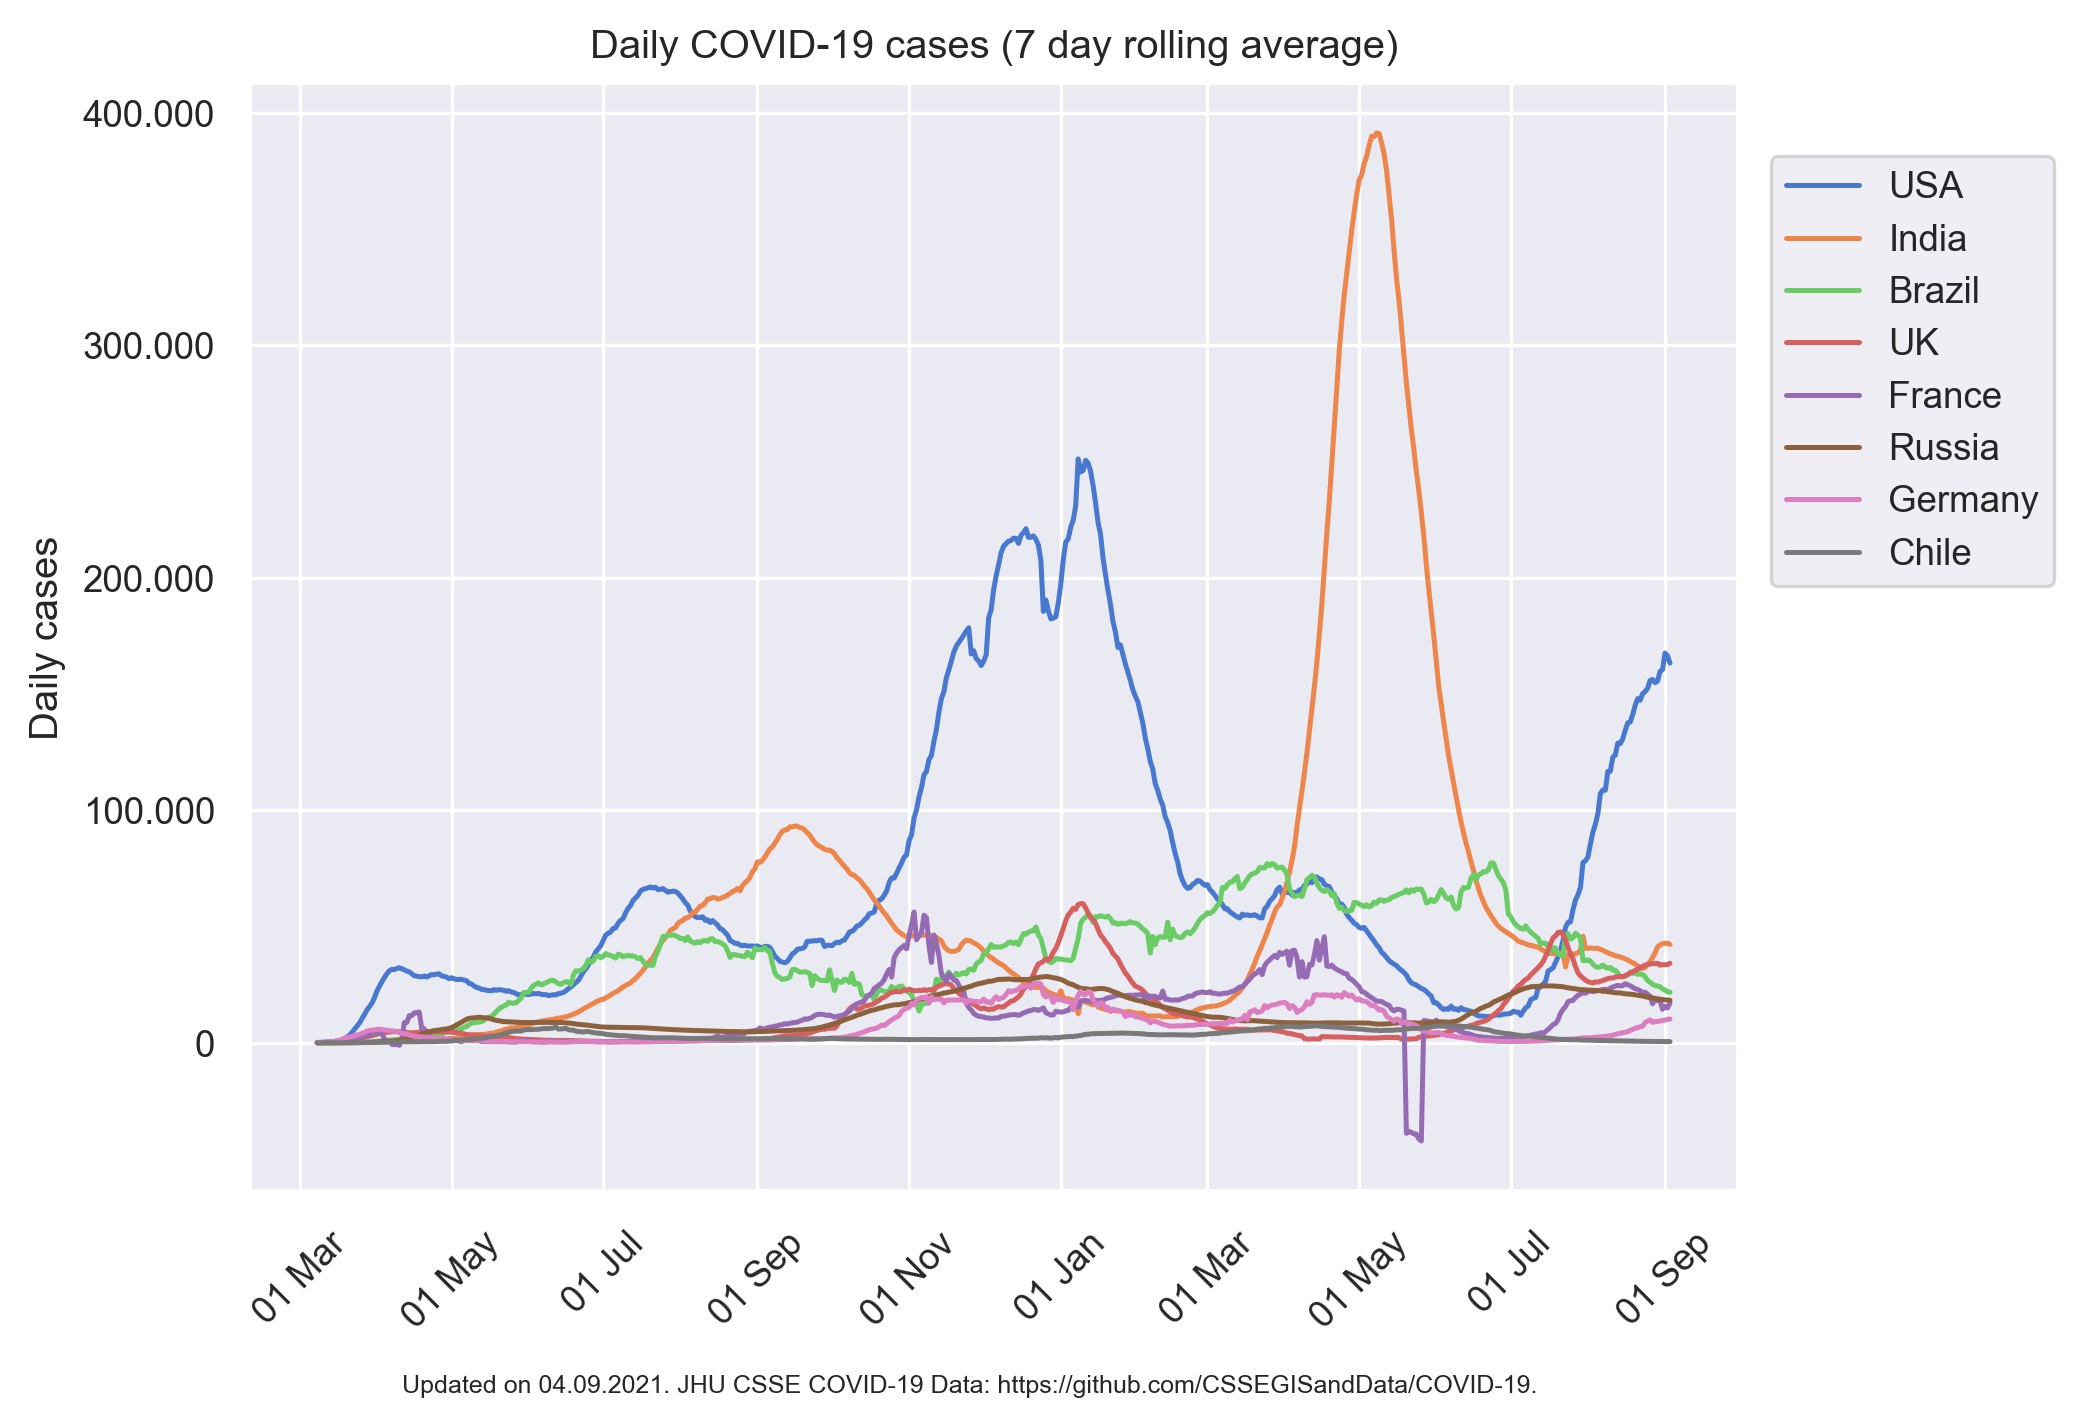 Daily COVID-19 cases (7 day rolling average)
400.000
300.000
200.000
100.000
0
Daily cases
USA
India
Brazil
UK
France
Russia
Germany
Chile
01 Mar
01 May
01 Jul
01 Sep
01 Nov
01 Jan
01 Mar
01 May
01 Jul
01 Sep
Updated on 04.09.2021. JHU CSSE COVID-19 Data: https://github.com/CSSEGISandData/COVID-19.